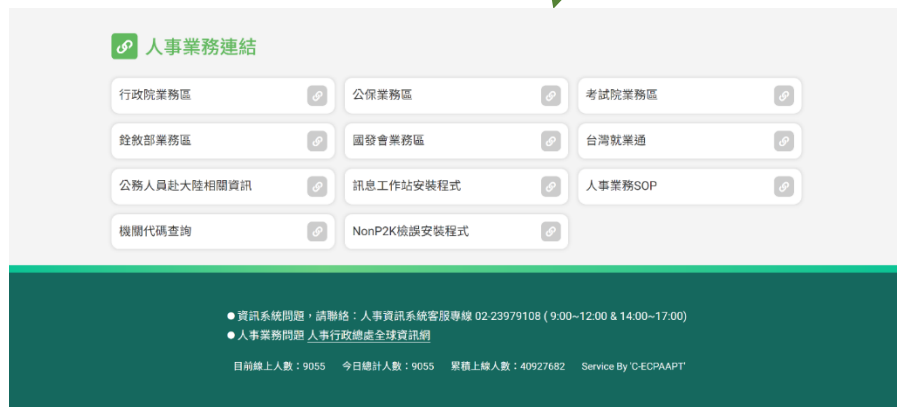 人事業務連結
行政院業務區
公保業務區
考試院業務區
銓敘部業務區
國發會業務區
台灣就業通
公務人員赴大陸相關資訊
訊息工作站安裝程式
人事業務SOP
機關代碼查詢
NonP2K檢誤安裝程式
●資訊系統問題，請聯絡：人事資訊系統客服專線 02-23979108 ( 9:00~12:00 & 14:00~17:00)
●人事業務問題 人事行政總處全球資訊網
目前線上人數：9055 今日總計人數：9055 累積上線人數：40927682 Service By 'C-ECPAAPT'